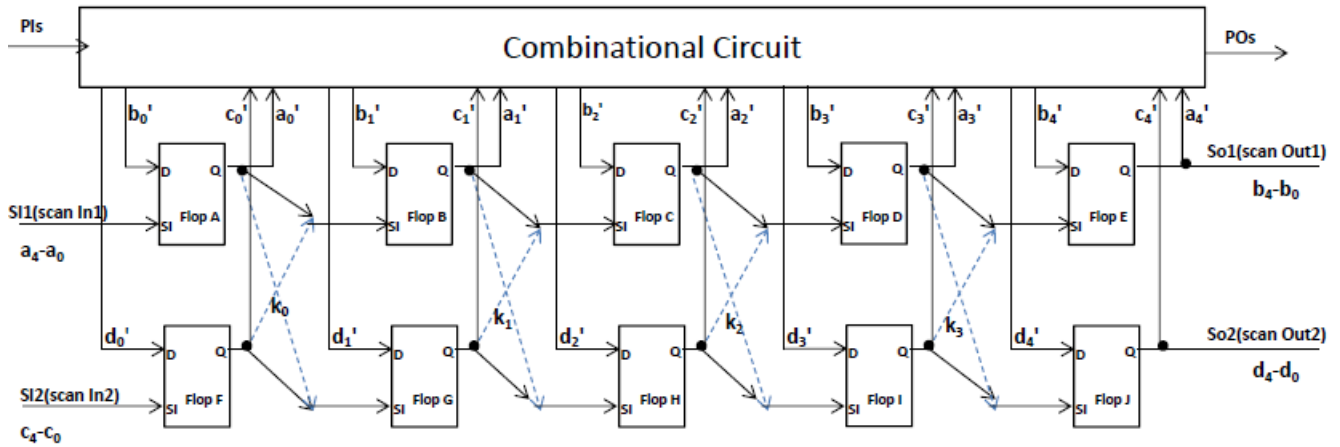 PIs
Combinational Circuit
POs
b₀' c₀' a₀' b₁' c₁' a₁' b₂' c₂' a₂' b₃' c₃' a₃' b₄' c₄' a₄'
D Q D Q D Q D Q D Q
So1(scan Out1)
b₄-b₀
SI1(scan In1)
SI Flop A SI Flop B SI Flop C SI Flop D SI Flop E
a₄-a₀
k₀ k₁ k₂ k₃
d₀' d₁' d₂' d₃' d₄'
D Q D Q D Q D Q D Q
So2(scan Out2)
d₄-d₀
SI2(scan In2)
SI Flop F SI Flop G SI Flop H SI Flop I SI Flop J
c₄-c₀